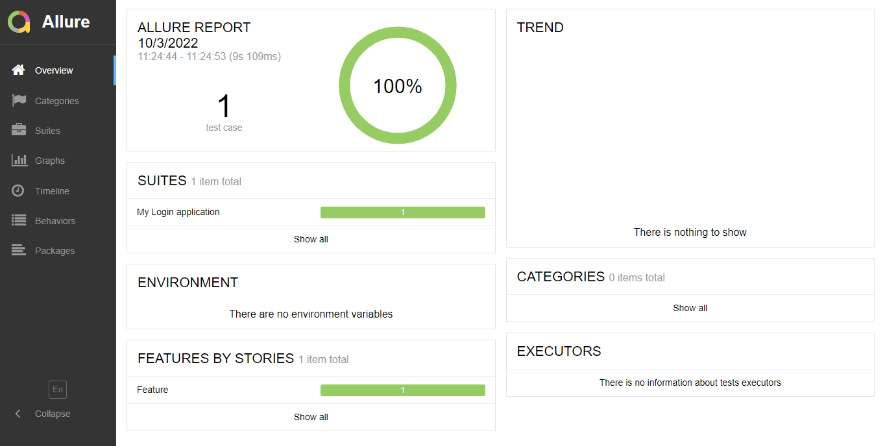 Allure
Overview
Categories
Suites
Graphs
Timeline
Behaviors
Packages
En
Collapse
ALLURE REPORT
10/3/2022
11:24:44 - 11:24:53 (9s 109ms)
1
test case
100%
SUITES 1 item total
My Login application 1
Show all
ENVIRONMENT
There are no environment variables
FEATURES BY STORIES 1 item total
Feature 1
Show all
TREND
There is nothing to show
CATEGORIES 0 items total
Show all
EXECUTORS
There is no information about tests executors